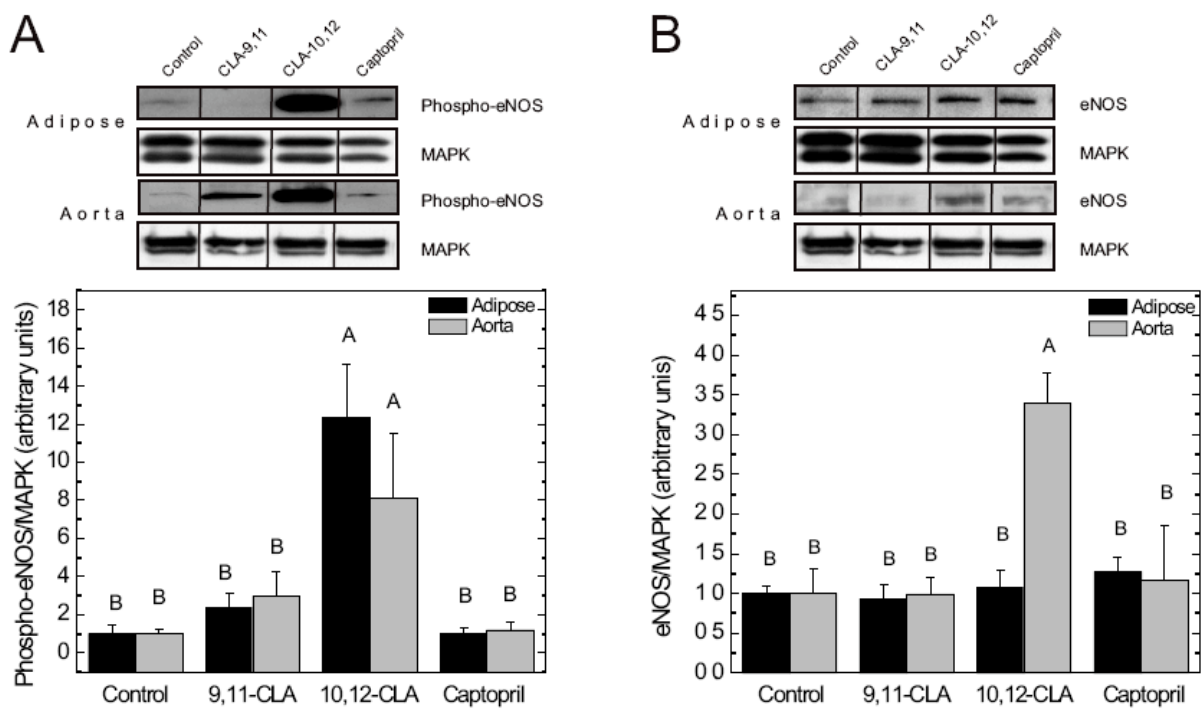 A
Control
CLA-9,11
CLA-10,12
Captopril
Adipose
Phospho-eNOS
MAPK
Aorta
Phospho-eNOS
MAPK
Phospho-eNOS/MAPK (arbitrary units)
18
16
14
12
10
8
6
4
2
0
Adipose
Aorta
B
B
B
B
A
A
B
B
Control
9,11-CLA
10,12-CLA
Captopril
B
Control
CLA-9,11
CLA-10,12
Captopril
Adipose
eNOS
MAPK
Aorta
eNOS
MAPK
eNOS/MAPK (arbitrary unis)
4 5
4 0
3 5
3 0
2 5
2 0
1 5
1 0
0 5
0 0
Adipose
Aorta
B
B
B
B
B
A
B
B
Control
9,11-CLA
10,12-CLA
Captopril